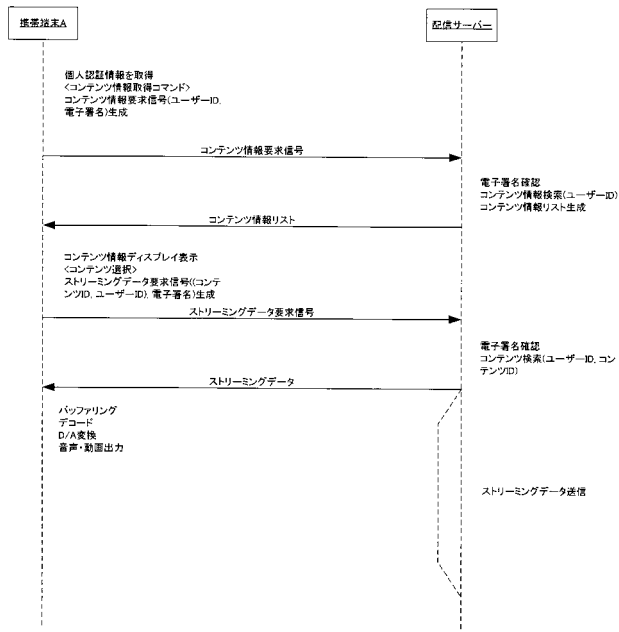 携帯端末A
配信サーバー
個人認証情報を取得
<コンテンツ情報取得コマンド>
コンテンツ情報要求信号(ユーザーID,
電子署名)生成
コンテンツ情報要求信号
電子署名確認
コンテンツ情報検索(ユーザーID)
コンテンツ情報リスト生成
コンテンツ情報リスト
コンテンツ情報ディスプレイ表示
<コンテンツ選択>
ストリーミングデータ要求信号((コンテ
ンツID, ユーザーID), 電子署名)生成
ストリーミングデータ要求信号
電子署名確認
コンテンツ検索(ユーザーID, コン
テンツID)
ストリーミングデータ
バッファリング
デコード
D/A変換
音声・動画出力
ストリーミングデータ送信